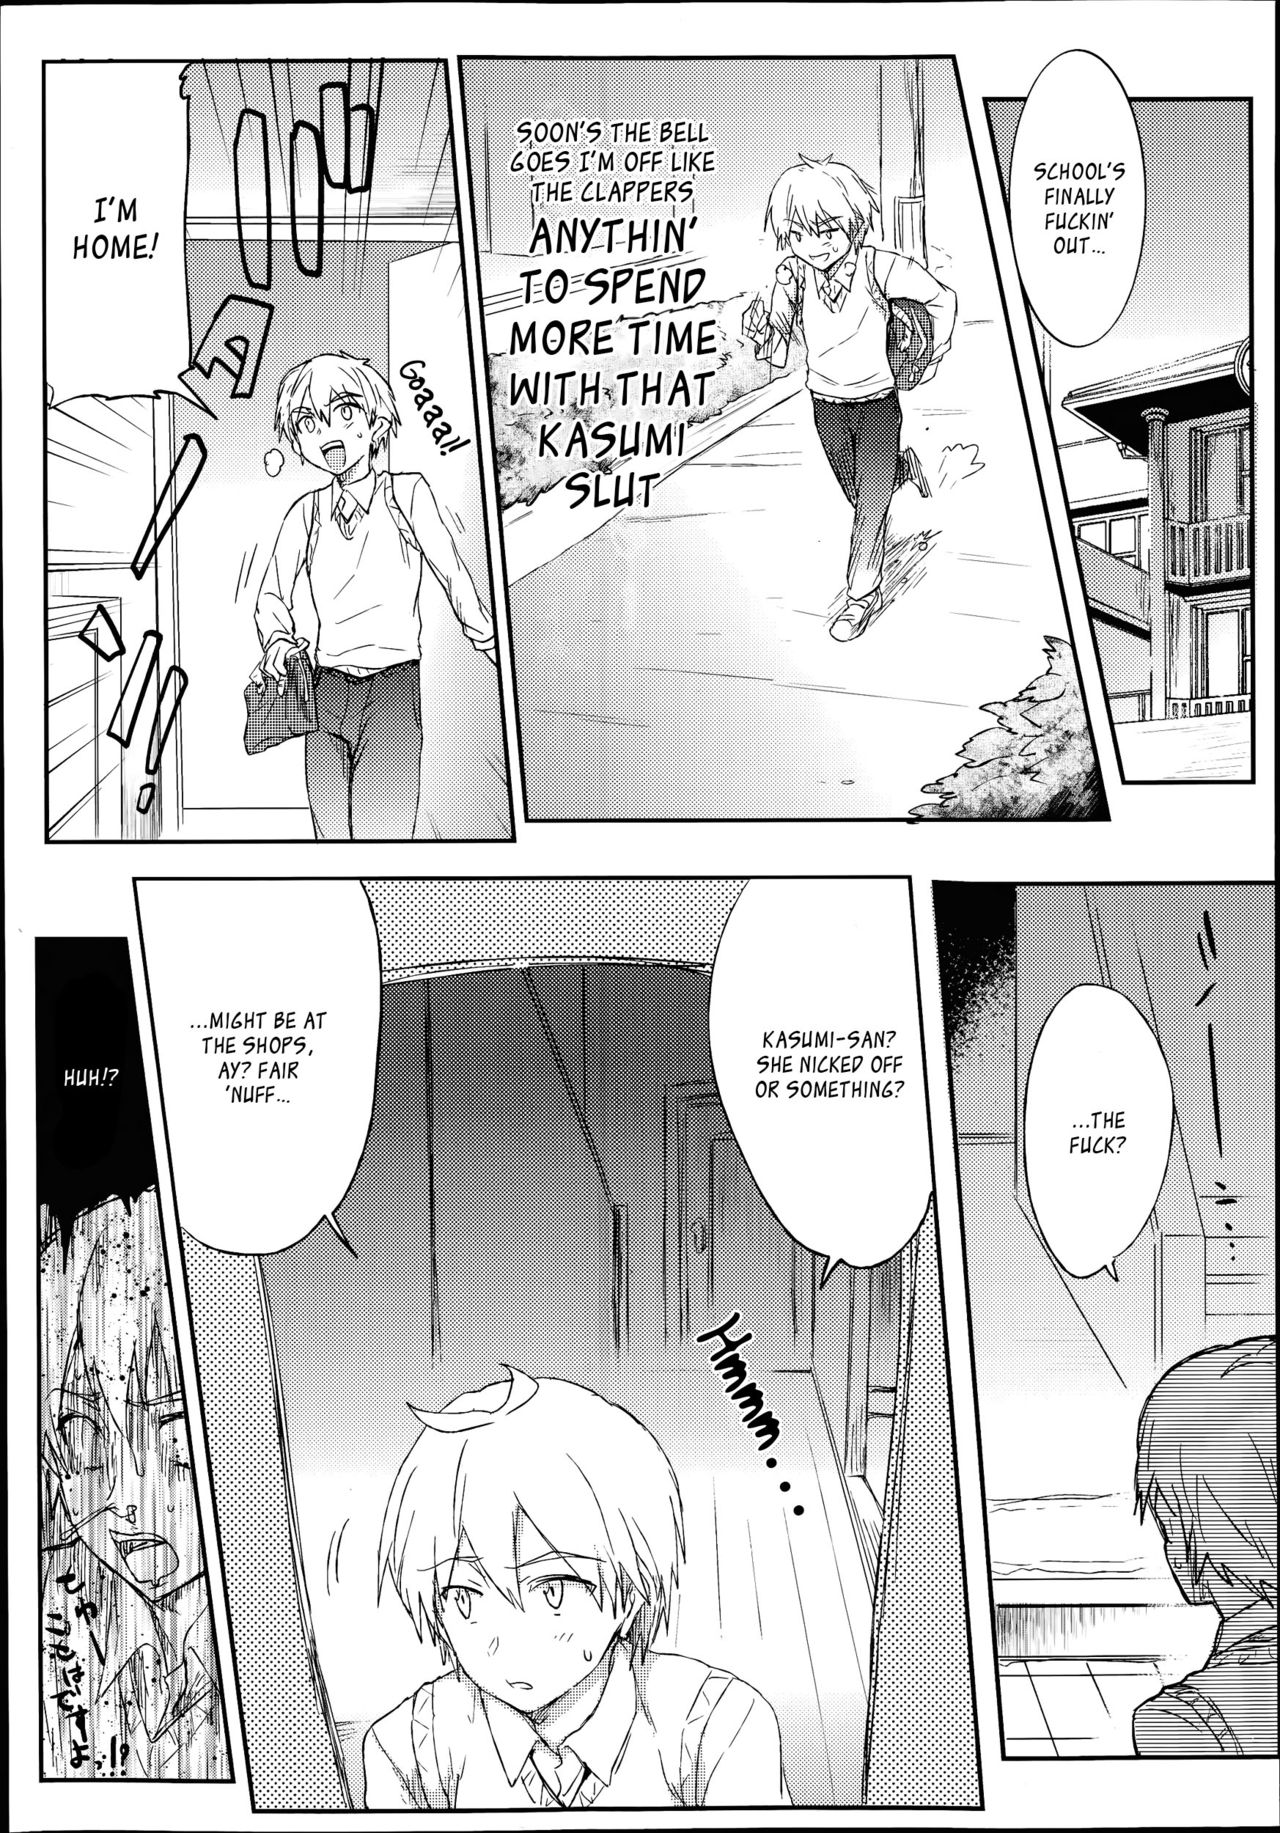 SCHOOL'S
FINALLY
FUCKIN'
OUT...
SOON'S THE BELL
GOES I'M OFF LIKE
THE CLAPPERS
ANYTHIN'
TO SPEND
MORE TIME
WITH THAT
KASUMI
SLUT
I'M
HOME!
Goaaal!
...THE
FUCK?
KASUMI-SAN?
SHE NICKED OFF
OR SOMETHING?
...MIGHT BE AT
THE SHOPS,
AY? FAIR
'NUFF...
Hmmm...
HUH!?